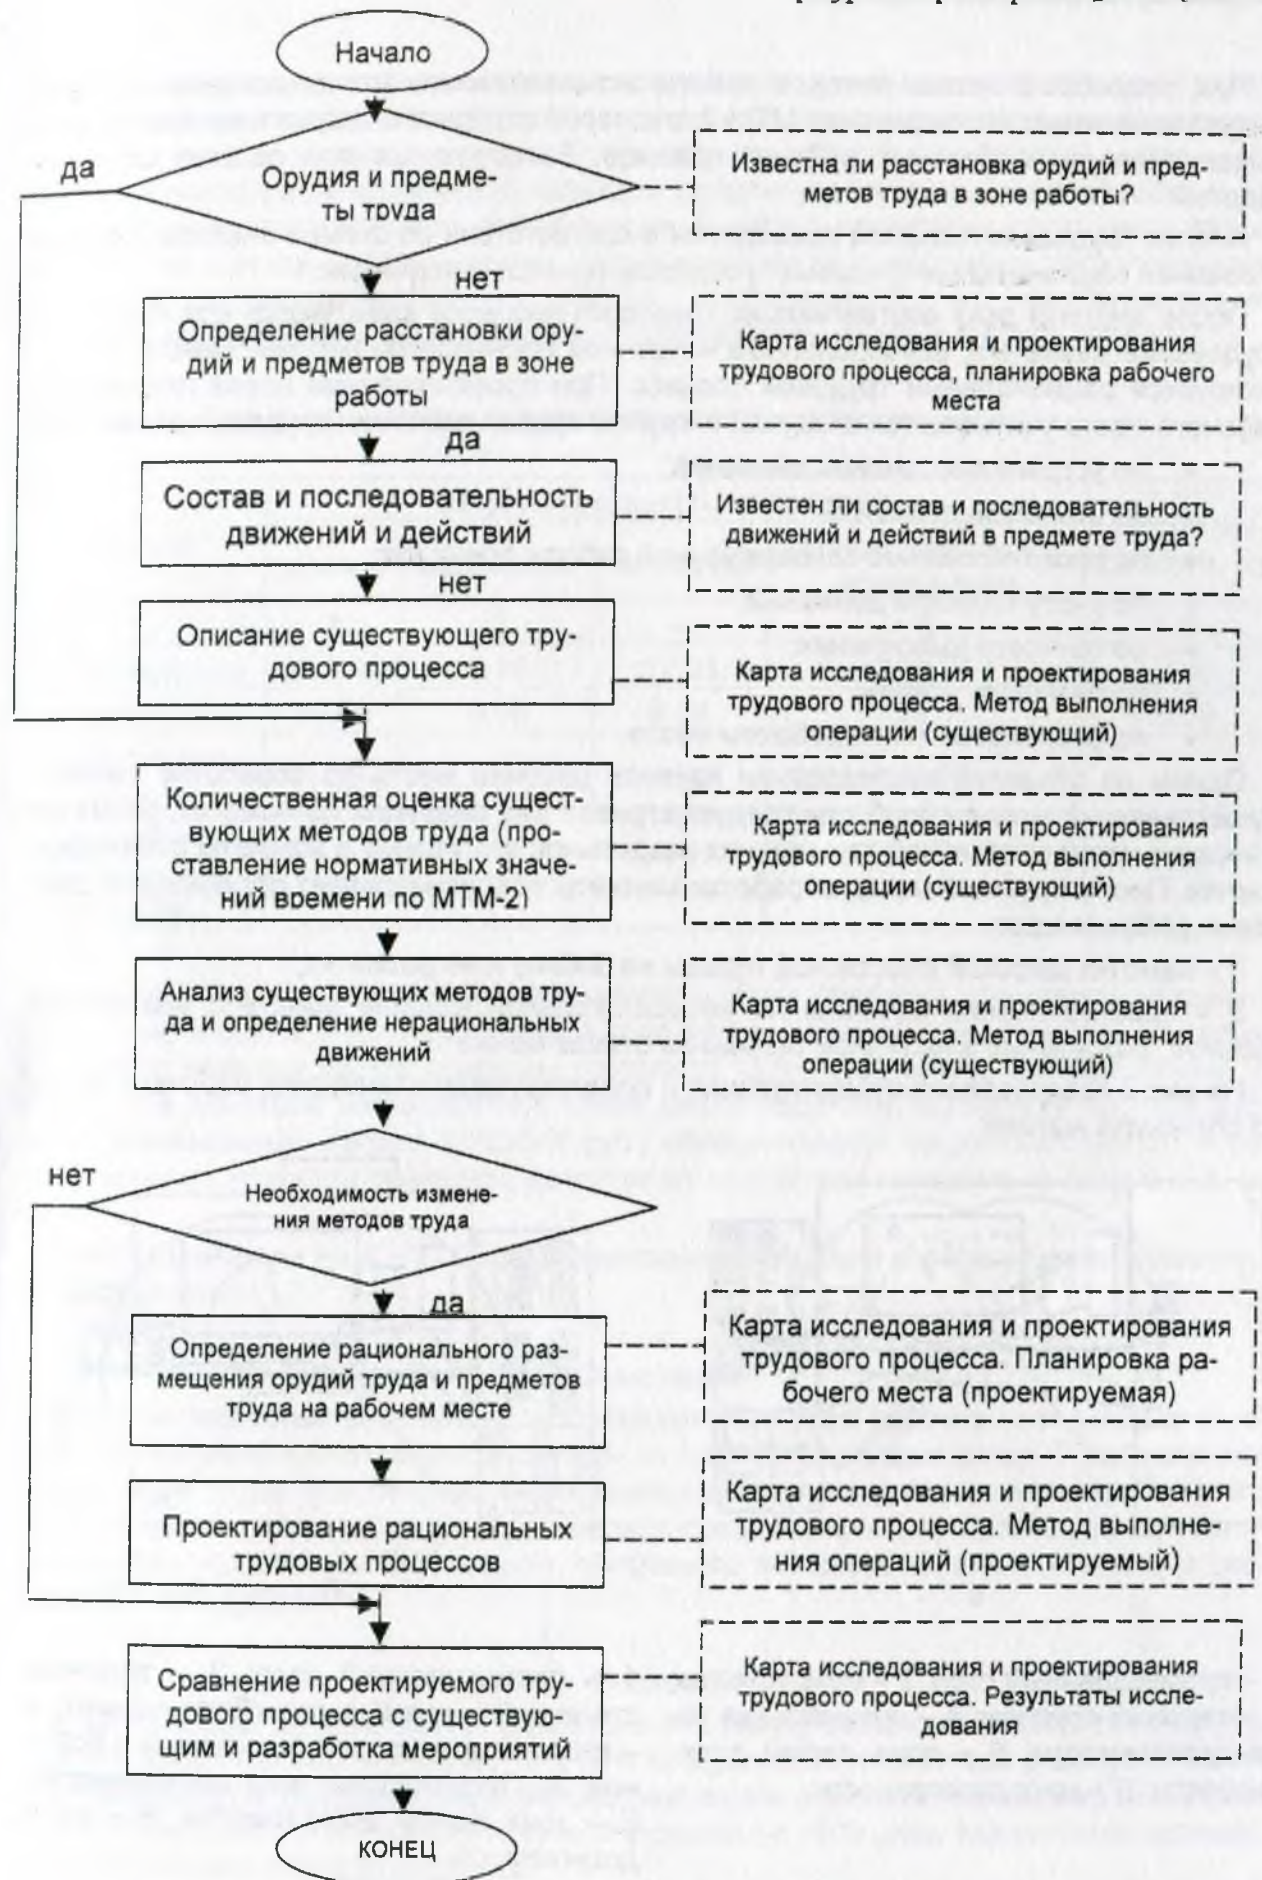 Начало
да
Орудия и предме-
ты труда
Известна ли расстановка орудий и пред-
метов труда в зоне работы?
нет
Определение расстановки ору-
дий и предметов труда в зоне
работы
Карта исследования и проектирования
трудового процесса, планировка рабочего
места
да
Состав и последовательность
движений и действий
Известен ли состав и последовательность
движений и действий в предмете труда?
нет
Описание существующего тру-
дового процесса
Карта исследования и проектирования
трудового процесса. Метод выполнения
операции (существующий)
Количественная оценка сущест-
вующих методов труда (про-
ставление нормативных значе-
ний времени по МТМ-2)
Карта исследования и проектирования
трудового процесса. Метод выполнения
операции (существующий)
Анализ существующих методов тру-
да и определение нерациональных
движений
Карта исследования и проектирования
трудового процесса. Метод выполнения
операции (существующий)
нет
Необходимость измене-
ния методов труда
да
Определение рационального раз-
мещения орудий труда и предметов
труда на рабочем месте
Карта исследования и проектирования
трудового процесса. Планировка ра-
бочего места (проектируемая)
Проектирование рациональных
трудовых процессов
Карта исследования и проектирования
трудового процесса. Метод выполне-
ния операций (проектируемый)
Сравнение проектируемого тру-
дового процесса с существую-
щим и разработка мероприятий
Карта исследования и проектирования
трудового процесса. Результаты иссле-
дования
КОНЕЦ